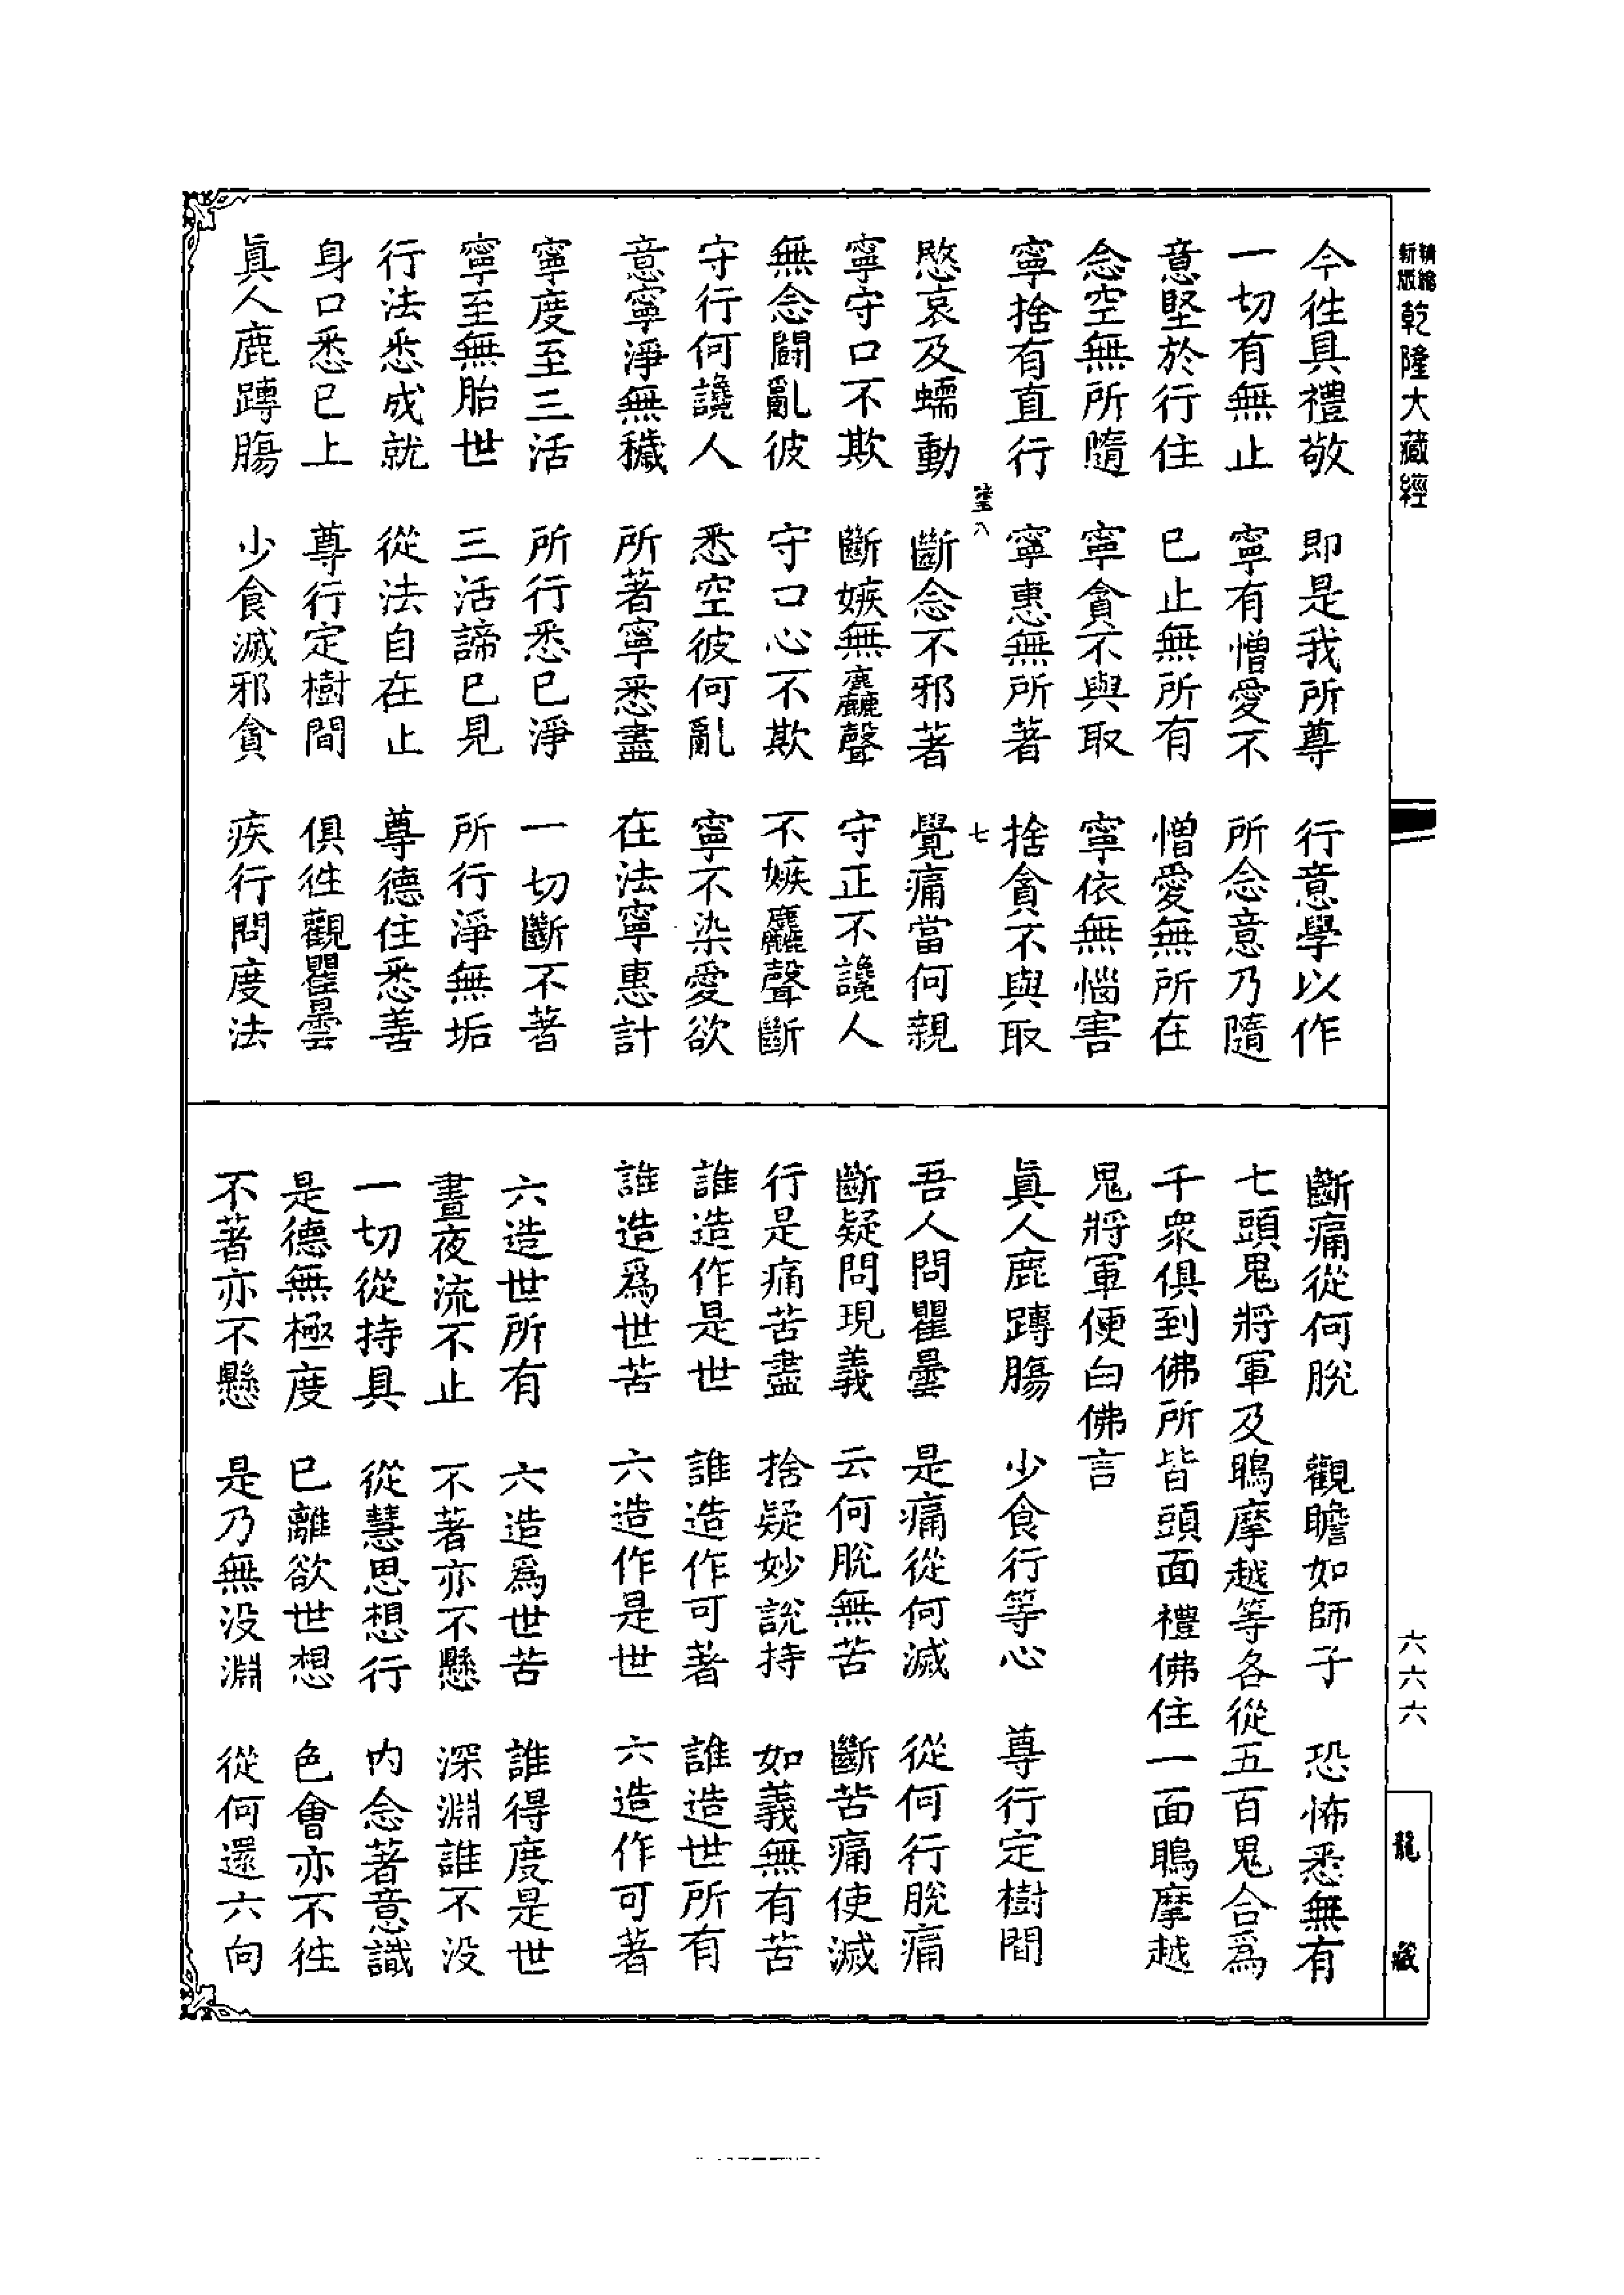 精縮新版乾隆大藏經
六六六
龍藏
今往具禮敬　即是我所尊　行意學以作
一切有無止　寧有憎愛不　所念意乃隨
意堅於行住　已止無所有　憎愛無所在
念空無所隨　寧貪不與取　寧依無惱害
寧捨有直行　寧惠無所著　捨貪不與取
八　七
愍哀及蠕動　斷念不邪著　覺痛當何親
寧守口不欺　斷嫉無麤聲　守正不讒人
無念鬪亂彼　守口心不欺　不嫉麤聲斷
守行何讒人　悉空彼何亂　寧不染愛欲
意寧淨無穢　所著寧悉盡　在法寧惠計
寧度至三活　所行悉已淨　一切斷不著
寧至無胎世　三活諦已見　所行淨無垢
行法悉成就　從法自在止　尊德住悉善
身口悉已上　尊行定樹間　俱往觀瞿曇
眞人鹿蹲腸　少食滅邪貪　疾行問度法
斷痛從何脫　觀瞻如師子　恐怖悉無有
七頭鬼將軍及鴡摩越等各從五百鬼合爲
千衆俱到佛所皆頭面禮佛住一面鴡摩越
鬼將軍便白佛言
眞人鹿蹲腸　少食行等心　尊行定樹間
吾人問瞿曇　是痛從何滅　從何行脫痛
斷疑問現義　云何脫無苦　斷苦痛使滅
行是痛苦盡　捨疑妙說持　如義無有苦
誰造作是世　誰造作可著　誰造世所有
誰造爲世苦　六造作是世　六造作可著
六造世所有　六造爲世苦　誰得度是世
晝夜流不止　不著亦不懸　深淵誰不没
一切從持具　從慧思想行　内念著意識
是德無極度　已離欲世想　色會亦不往
不著亦不懸　是乃無没淵　從何還六向